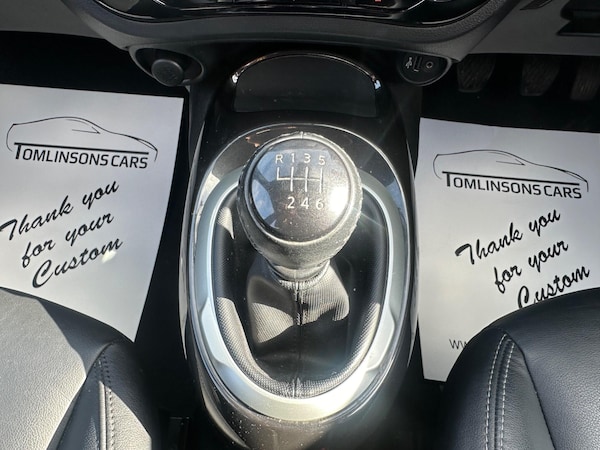 TOMLINSONS CARS
Thank you
for your
Custom
R 1 3 5
2 4 6
TOMLINSONS CARS
Thank you
for your
Custom
WWW.